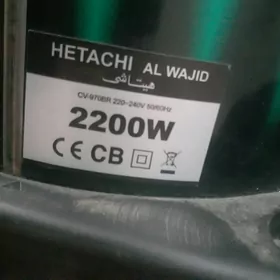 HETACHI AL WAJID
هيتاشي
CV-970BR 220-240V 50/60Hz
2200W
CE CB